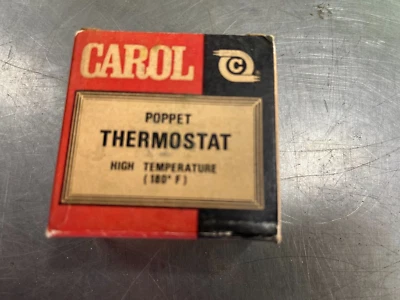 CAROL C
POPPET
THERMOSTAT
HIGH TEMPERATURE
(180° F)